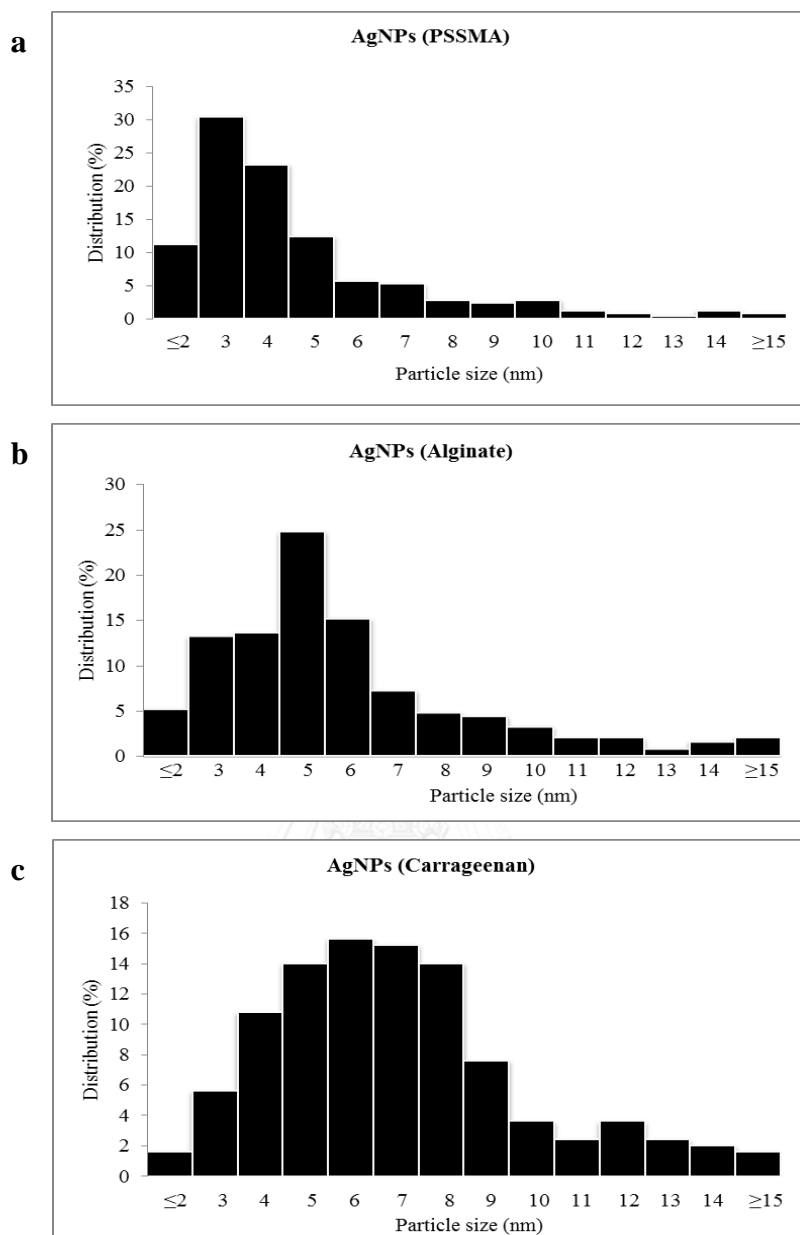 a
AgNPs (PSSMA)
Distribution (%)
35
30
25
20
15
10
5
0
≤2 3 4 5 6 7 8 9 10 11 12 13 14 ≥15
Particle size (nm)
b
AgNPs (Alginate)
Distribution (%)
30
25
20
15
10
5
0
≤2 3 4 5 6 7 8 9 10 11 12 13 14 ≥15
Particle size (nm)
c
AgNPs (Carrageenan)
Distribution (%)
18
16
14
12
10
8
6
4
2
0
≤2 3 4 5 6 7 8 9 10 11 12 13 14 ≥15
Particle size (nm)